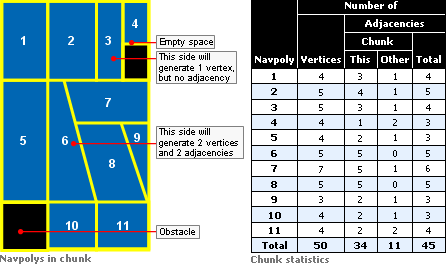 1
2
3
4
Empty space
This side will
generate 1 vertex,
but no adjacency
7
5
6
9
This side will
generate 2 vertices
and 2 adjacencies
8
10
11
Obstacle
Navpolys in chunk
Number of
Adjacencies
Chunk
Navpoly Vertices This Other Total
1 4 3 1 4
2 5 4 1 5
3 5 3 1 4
4 4 1 2 3
5 4 2 1 3
6 5 5 0 5
7 7 5 1 6
8 5 5 0 5
9 3 2 1 3
10 4 2 1 3
11 4 2 2 4
Total 50 34 11 45
Chunk statistics